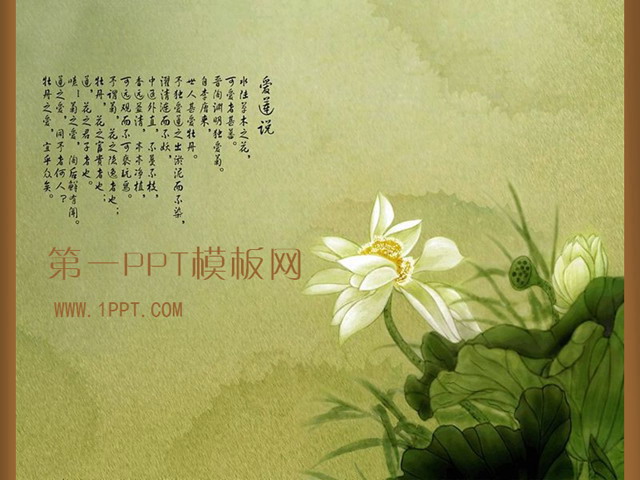 爱莲说
水陆草木之花，
可爱者甚蕃。
晋陶渊明独爱菊。
自李唐来，
世人甚爱牡丹。
予独爱莲之出淤泥而不染，
濯清涟而不妖，
中通外直，不蔓不枝，
香远益清，亭亭净植，
可远观而不可亵玩焉。
予谓菊，花之隐逸者也；
牡丹，花之富贵者也；
莲，花之君子者也。
噫！菊之爱，陶后鲜有闻。
莲之爱，同予者何人？
牡丹之爱，宜乎众矣。
第一PPT模板网
WWW.1PPT.COM